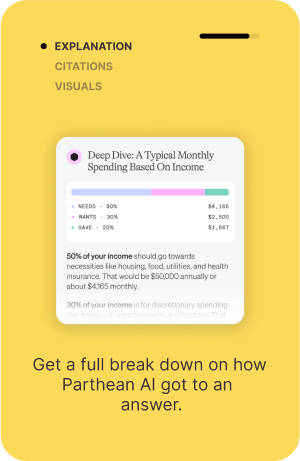 EXPLANATION
CITATIONS
VISUALS
Deep Dive: A Typical Monthly
Spending Based On Income
NEEDS - 50% $4,165
WANTS - 30% $2,500
SAVE - 20% $1,667
50% of your income should go towards
necessities like housing, food, utilities, and health
insurance. That would be $50,000 annually or
about $4,165 monthly.
30% of your income is for discretionary spending
like dining out, entertainment, and hobbies. That
Get a full break down on how
Parthean AI got to an
answer.